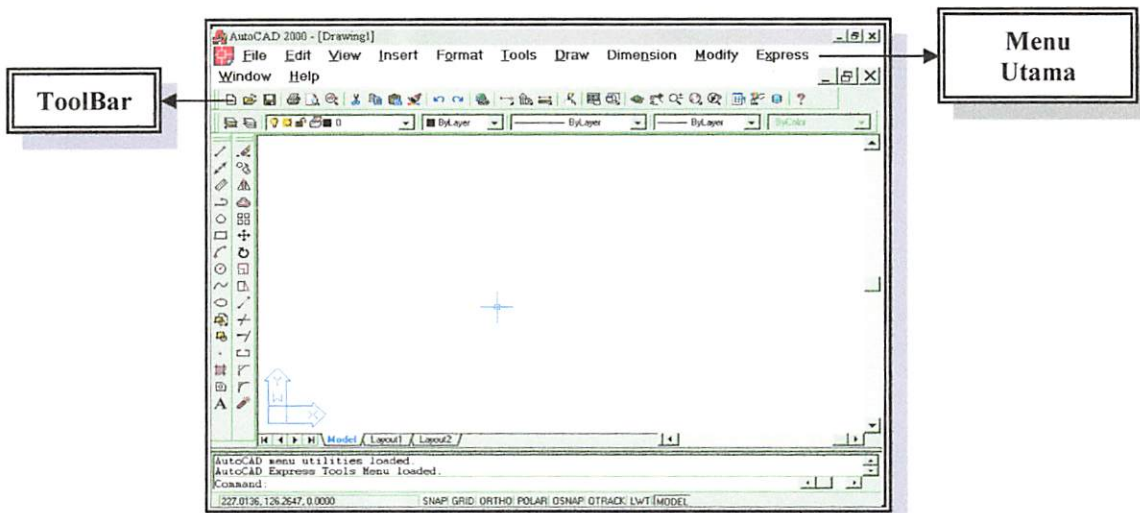 AutoCAD 2000 - [Drawing1]
File Edit View Insert Format Tools Draw Dimension Modify Express
Window Help
Menu
Utama
ToolBar
0 ByLayer ByLayer ByLayer ByColor
A
Y
W
X
Model Layout1 Layout2
AutoCAD menu utilities loaded.
AutoCAD Express Tools Menu loaded.
Command:
227.0136, 126.2647, 0.0000 SNAP GRID ORTHO POLAR OSNAP OTRACK LWT MODEL